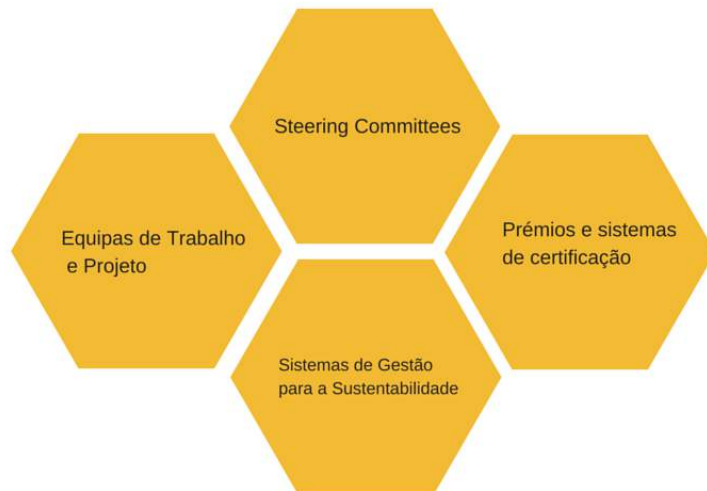 Steering Committees
Equipas de Trabalho
e Projeto
Prémios e sistemas
de certificação
Sistemas de Gestão
para a Sustentabilidade